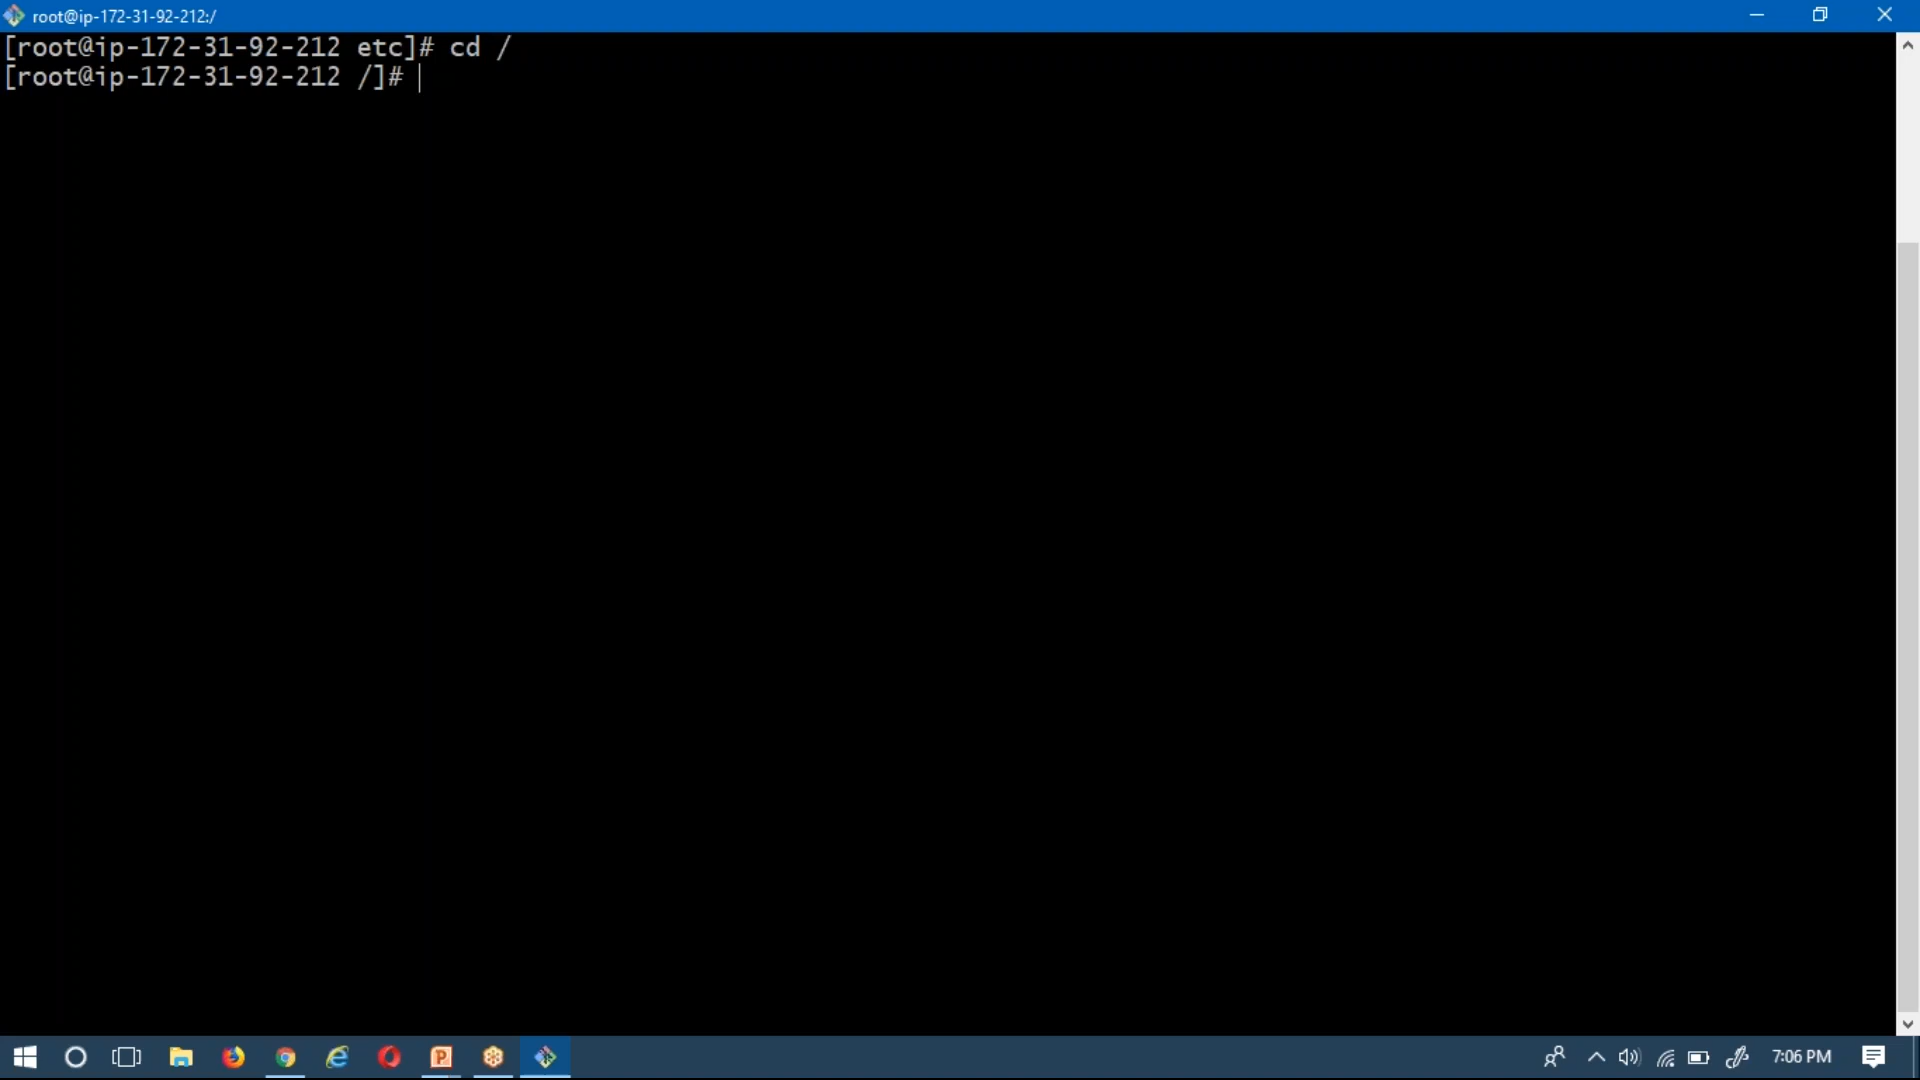 root@ip-172-31-92-212:/
[root@ip-172-31-92-212 etc]# cd /
[root@ip-172-31-92-212 /]#
7:06 PM